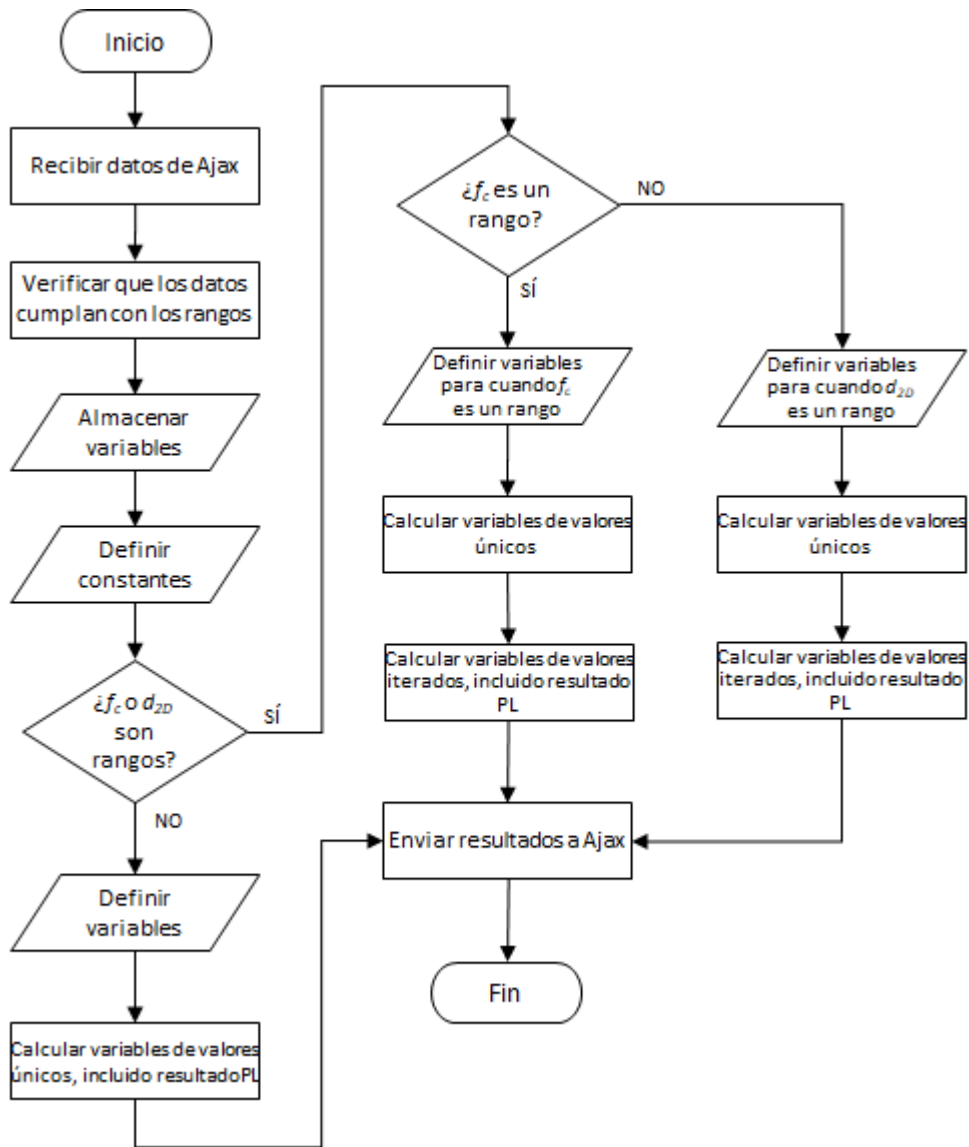 Inicio
Recibir datos de Ajax
Verificar que los datos
cumplan con los rangos
Almacenar
variables
Definir
constantes
¿fc o d2D
son
rangos?
SÍ
NO
Definir
variables
Calcular variables de valores
únicos, incluido resultado PL
¿fc es un
rango?
NO
SÍ
Definir variables
para cuando fc
es un rango
Calcular variables de valores
únicos
Calcular variables de valores
iterados, incluido resultado
PL
Definir variables
para cuando d2D
es un rango
Calcular variables de valores
únicos
Calcular variables de valores
iterados, incluido resultado
PL
Enviar resultados a Ajax
Fin